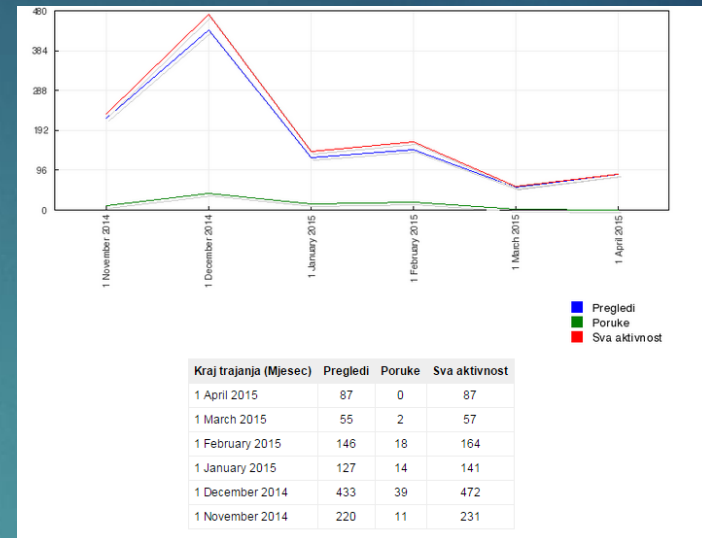 480
384
288
192
96
0
1 November 2014
1 December 2014
1 January 2015
1 February 2015
1 March 2015
1 April 2015
Pregledi
Poruke
Sva aktivnost
Kraj trajanja (Mjesec) Pregledi Poruke Sva aktivnost
1 April 2015 87 0 87
1 March 2015 55 2 57
1 February 2015 146 18 164
1 January 2015 127 14 141
1 December 2014 433 39 472
1 November 2014 220 11 231